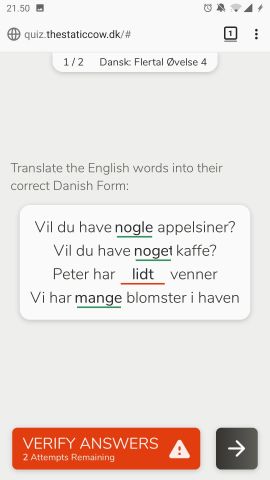 21.50
quiz.thestaticcow.dk/#
1
1 / 2 Dansk: Flertal Øvelse 4
Translate the English words into their
correct Danish Form:
Vil du have nogle appelsiner?
Vil du have noget kaffe?
Peter har lidt venner
Vi har mange blomster i haven
VERIFY ANSWERS
2 Attempts Remaining